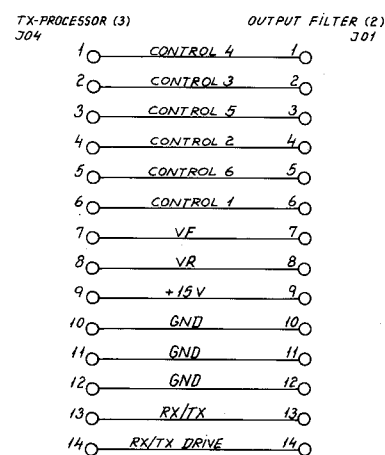 TX-PROCESSOR (3) OUTPUT FİLTER (2)
J04 J01
1 CONTROL 4 1
2 CONTROL 3 2
3 CONTROL 5 3
4 CONTROL 2 4
5 CONTROL 6 5
6 CONTROL 1 6
7 VF 7
8 VR 8
9 +15V 9
10 GND 10
11 GND 11
12 GND 12
13 RX/TX 13
14 RX/TX DRIVE 14